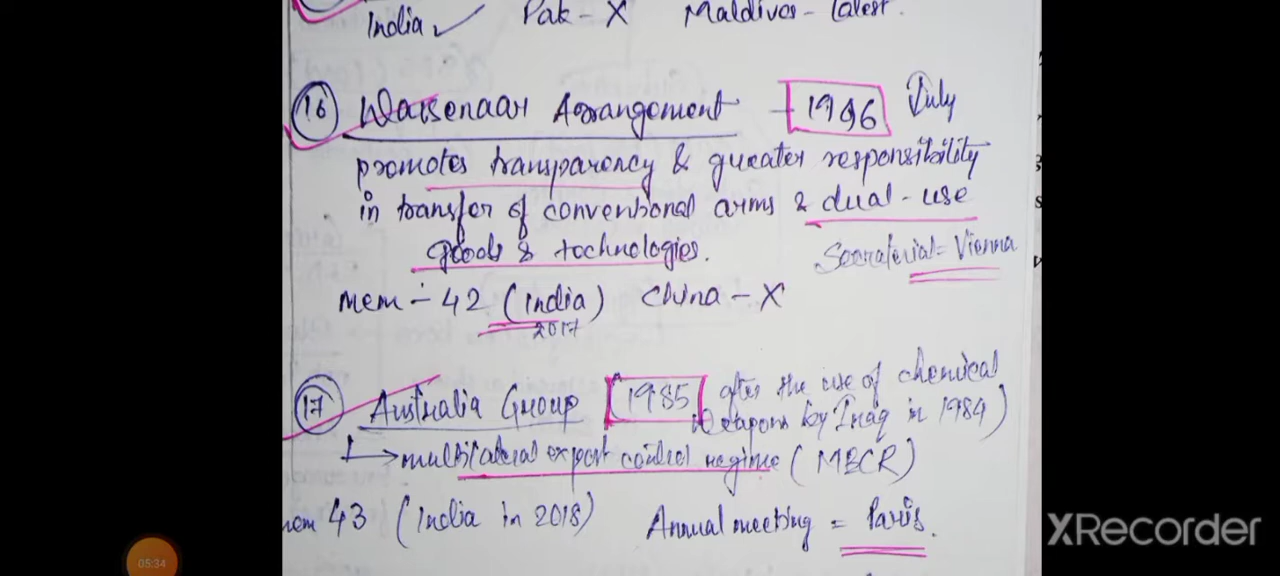 India ✓ Pak - X Maldives - latest.
16 Wassenaar Arrangement - 1996 July
promotes transparency & greater responsibility
in transfer of conventional arms & dual-use
goods & technologies.
Secraterial = Vienna
mem - 42 (India) China - X
2017
17 Australia Group (1985 after the use of chemical
weapons by Iraq in 1984)
→ multilateral export control regime (MECR)
mem 43 (India in 2018) Annual meeting = Paris.
XRecorder
05:34